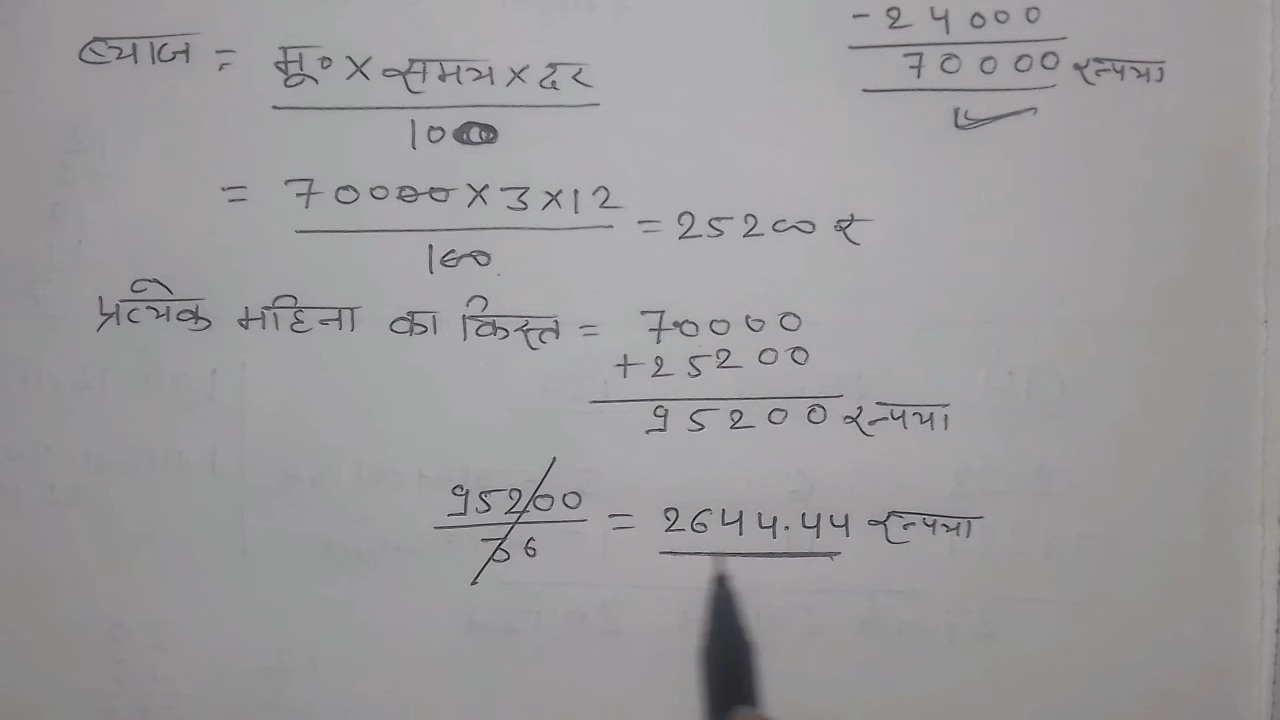 - 24000
70000 रूपया
ब्याज = मू० × समय × दर
100
= 70000 × 3 × 12
100
= 25200 रु
प्रत्येक महिना का किस्त = 70000
+25200
95200 रूपया
95200
36
= 2644.44 रूपया